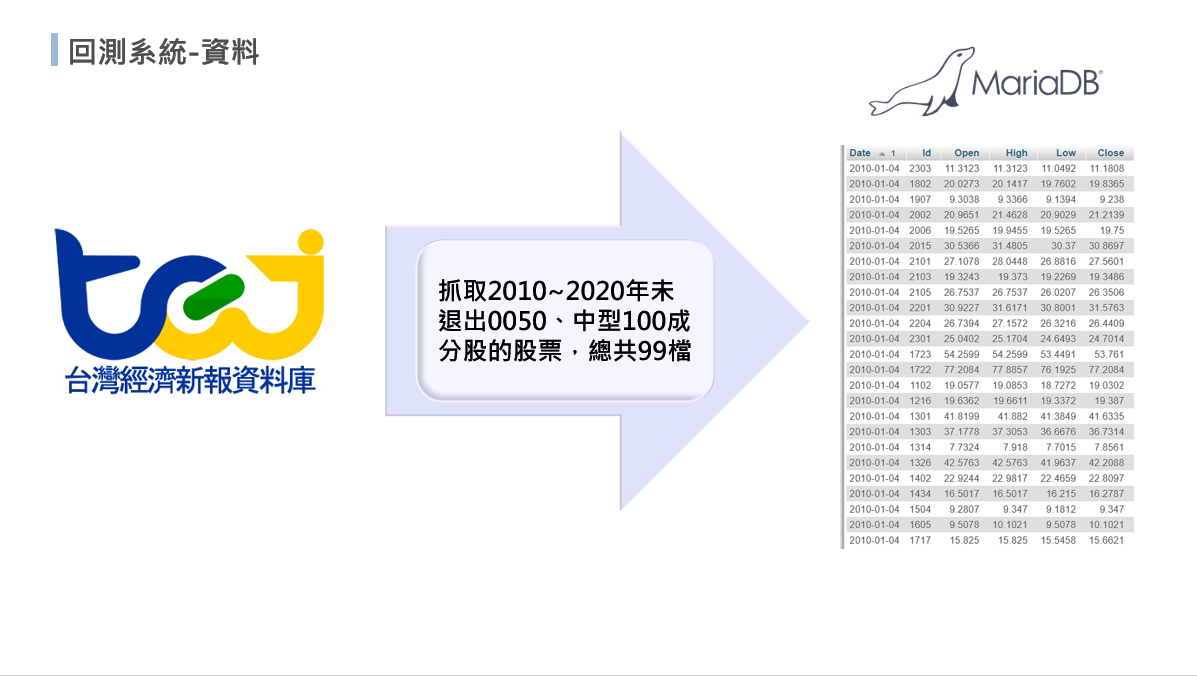 回測系統-資料
MariaDB
tej
台灣經濟新報資料庫
抓取2010~2020年未
退出0050、中型100成
分股的股票，總共99檔
Date 1 Id Open High Low Close
2010-01-04 2303 11.3123 11.3123 11.0492 11.1808
2010-01-04 1802 20.0273 20.1417 19.7602 19.8365
2010-01-04 1907 9.3038 9.3366 9.1394 9.238
2010-01-04 2002 20.9651 21.4628 20.9029 21.2139
2010-01-04 2006 19.5265 19.9455 19.5265 19.75
2010-01-04 2015 30.5366 31.4805 30.37 30.8697
2010-01-04 2101 27.1078 28.0448 26.8816 27.5601
2010-01-04 2103 19.3243 19.373 19.2269 19.3486
2010-01-04 2105 26.7537 26.7537 26.0207 26.3506
2010-01-04 2201 30.9227 31.6171 30.8001 31.5763
2010-01-04 2204 26.7394 27.1572 26.3216 26.4409
2010-01-04 2301 25.0402 25.1704 24.6493 24.7014
2010-01-04 1723 54.2599 54.2599 53.4491 53.761
2010-01-04 1722 77.2084 77.8857 76.1925 77.2084
2010-01-04 1102 19.0577 19.0853 18.7272 19.0302
2010-01-04 1216 19.6362 19.6611 19.3372 19.387
2010-01-04 1301 41.8199 41.882 41.3849 41.6335
2010-01-04 1303 37.1778 37.3053 36.6676 36.7314
2010-01-04 1314 7.7324 7.918 7.7015 7.8561
2010-01-04 1326 42.5763 42.5763 41.9637 42.2088
2010-01-04 1402 22.9244 22.9817 22.4659 22.8097
2010-01-04 1434 16.5017 16.5017 16.215 16.2787
2010-01-04 1504 9.2807 9.347 9.1812 9.347
2010-01-04 1605 9.5078 10.1021 9.5078 10.1021
2010-01-04 1717 15.825 15.825 15.5458 15.6621